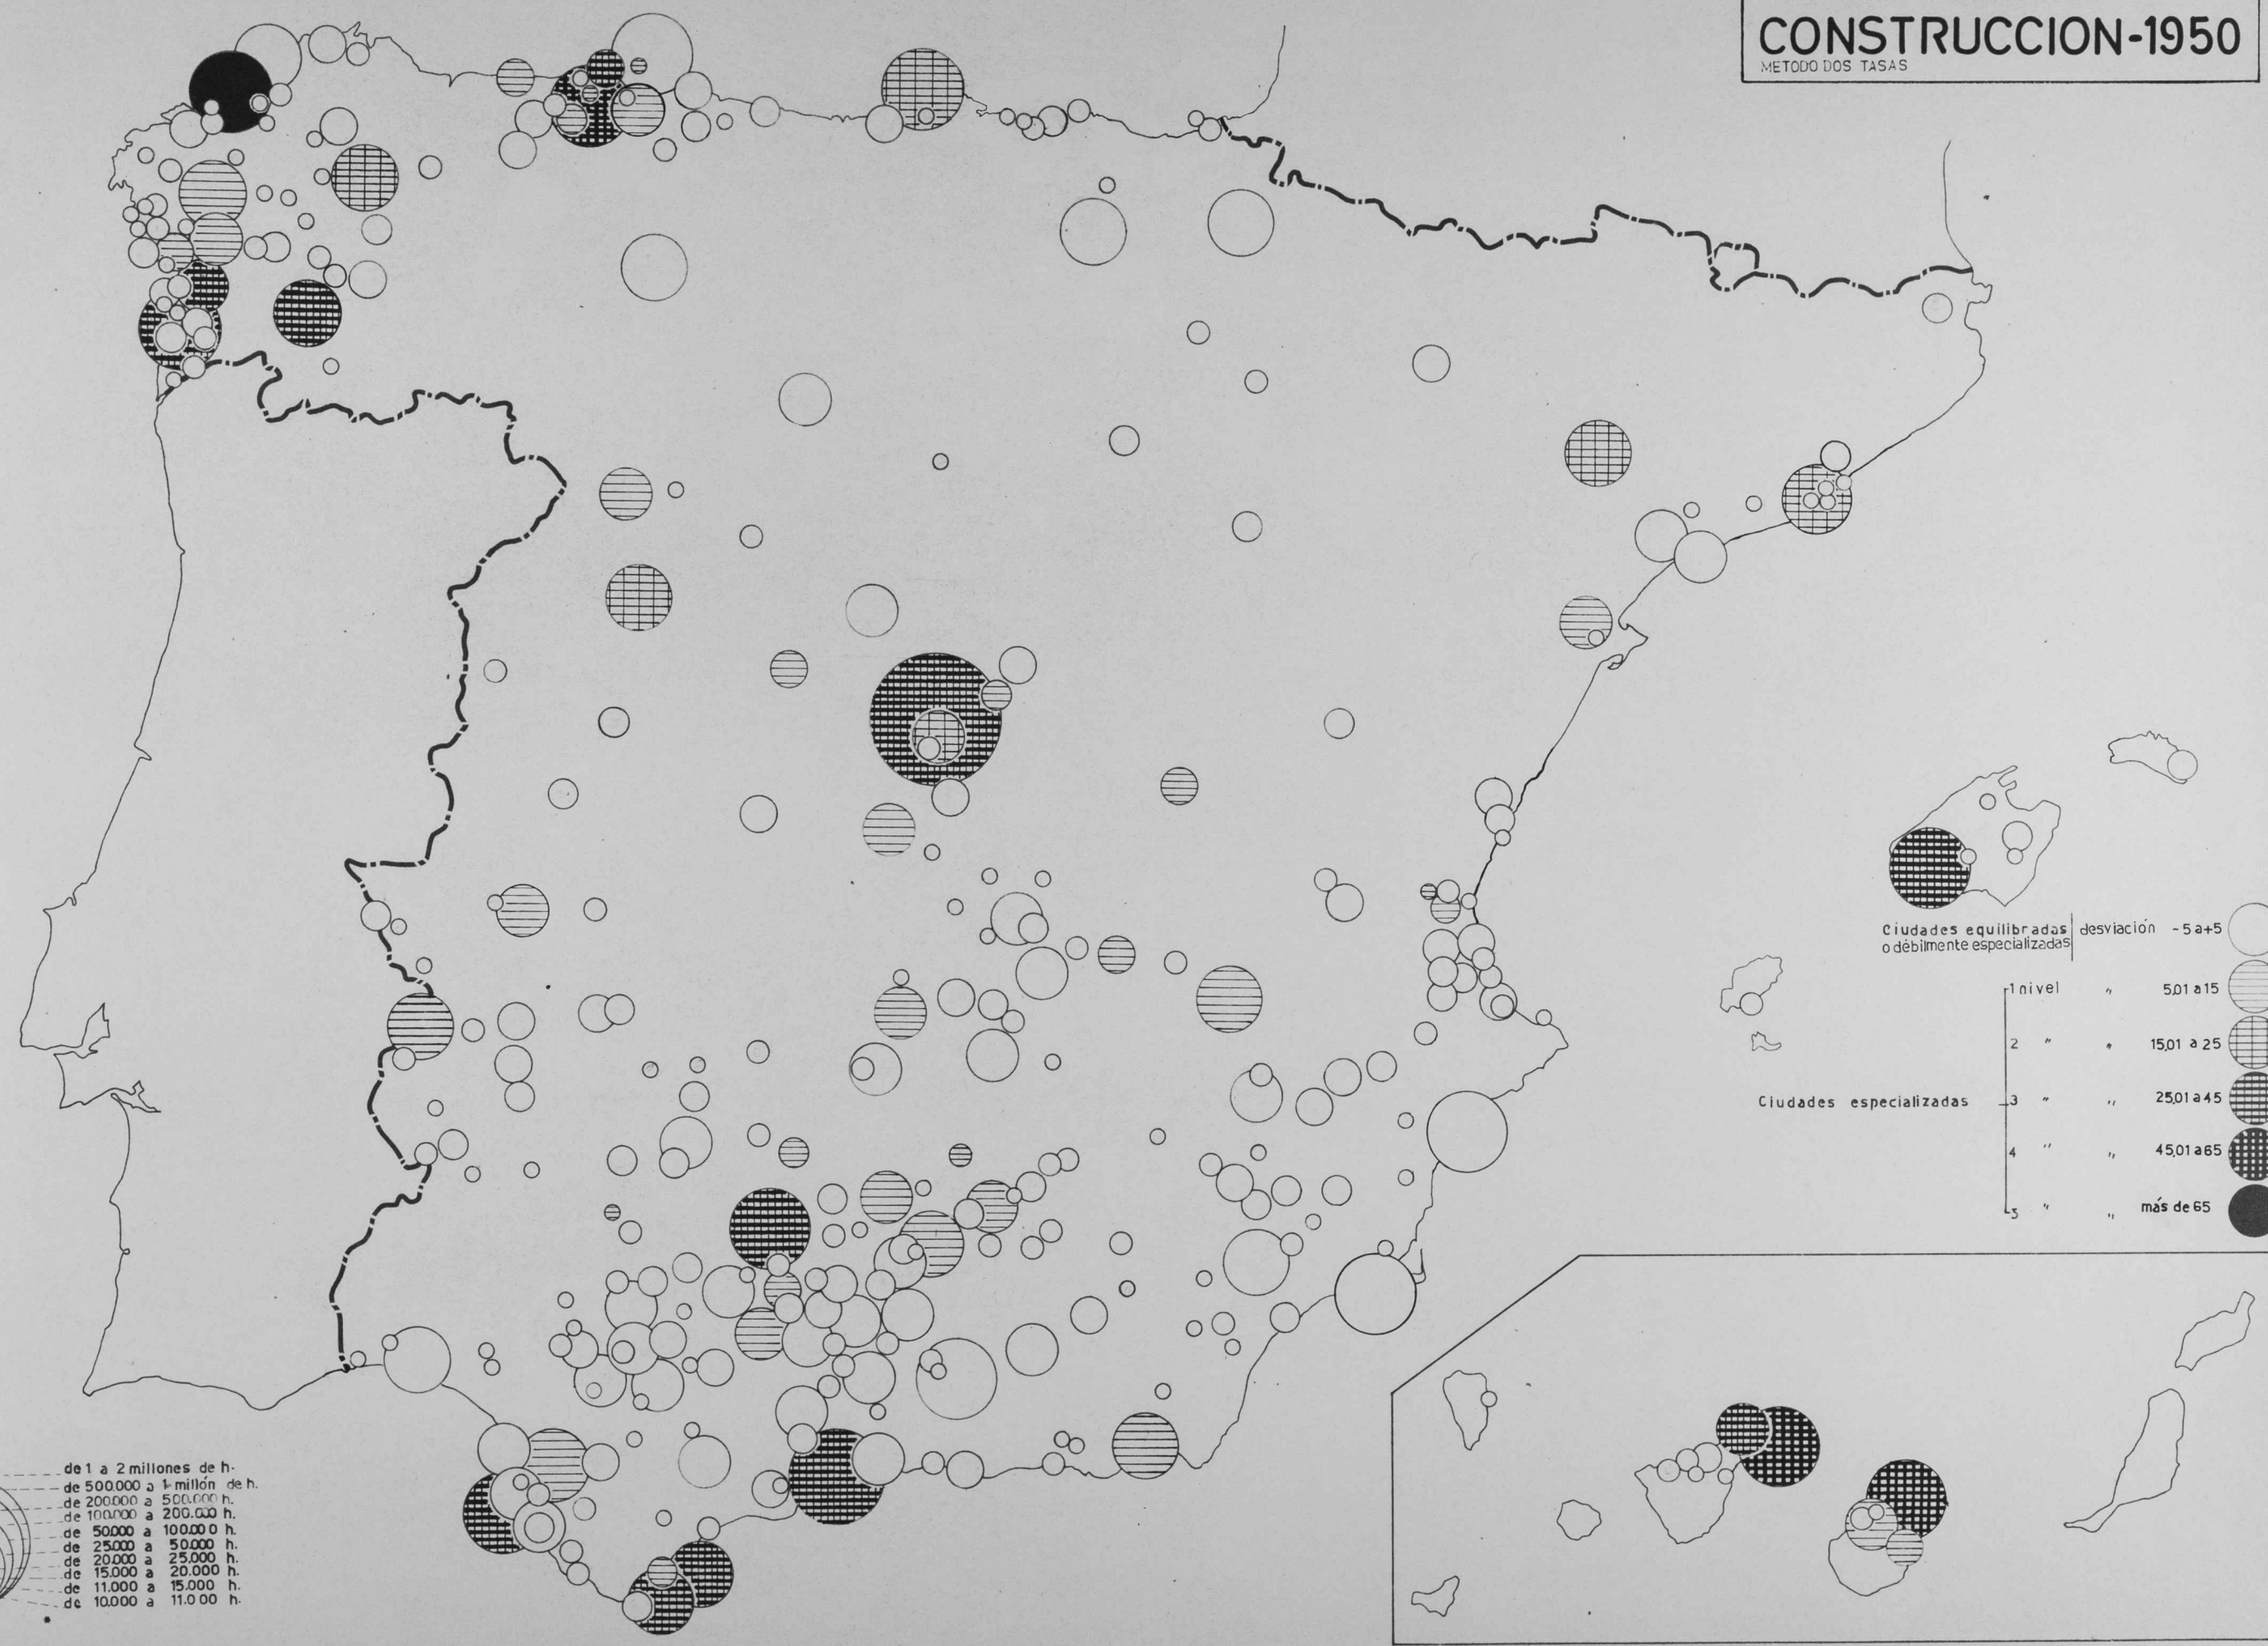 CONSTRUCCION-1950
METODO DOS TASAS
Ciudades equilibradas desviación -5 a+5
o débilmente especializadas
1 nivel " 5,01 a 15
2 " " 15,01 a 25
Ciudades especializadas 3 " " 25,01 a 45
4 " " 45,01 a 65
5 " " más de 65
de 1 a 2 millones de h.
de 500.000 a 1 millón de h.
de 200.000 a 500.000 h.
de 100.000 a 200.000 h.
de 50.000 a 100.000 h.
de 25.000 a 50.000 h.
de 20.000 a 25.000 h.
de 15.000 a 20.000 h.
de 11.000 a 15.000 h.
de 10.000 a 11.000 h.